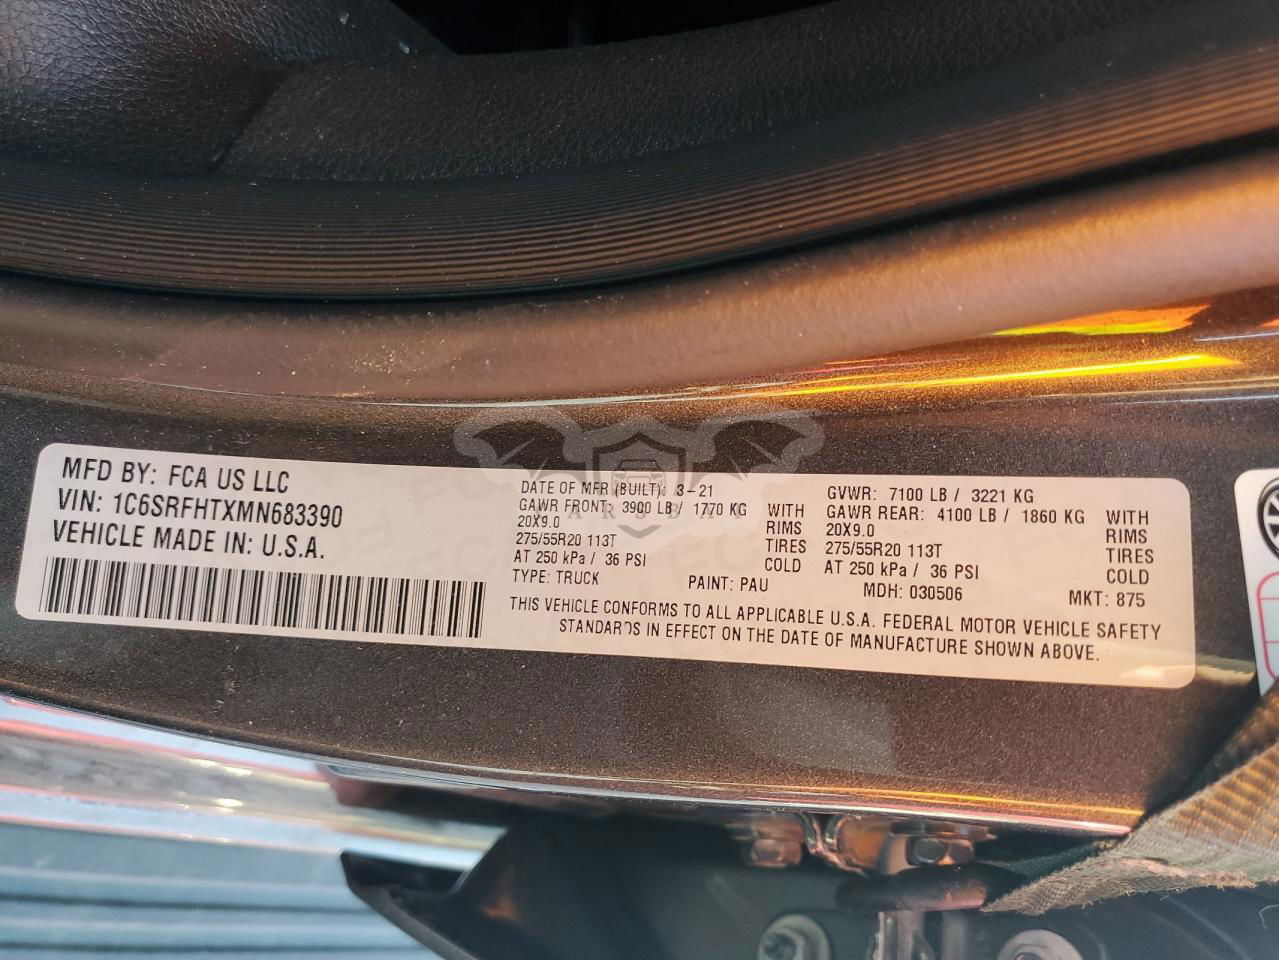 MFD BY: FCA US LLC
VIN: 1C6SRFHTXMN683390
VEHICLE MADE IN: U.S.A.
DATE OF MFR (BUILT): 3-21
GAWR FRONT: 3900 LB / 1770 KG WITH
20X9.0 RIMS
275/55R20 113T TIRES
AT 250 kPa / 36 PSI COLD
TYPE: TRUCK PAINT: PAU
GVWR: 7100 LB / 3221 KG
GAWR REAR: 4100 LB / 1860 KG WITH
20X9.0 RIMS
275/55R20 113T TIRES
AT 250 kPa / 36 PSI COLD
MDH: 030506 MKT: 875
THIS VEHICLE CONFORMS TO ALL APPLICABLE U.S.A. FEDERAL MOTOR VEHICLE SAFETY
STANDARDS IN EFFECT ON THE DATE OF MANUFACTURE SHOWN ABOVE.